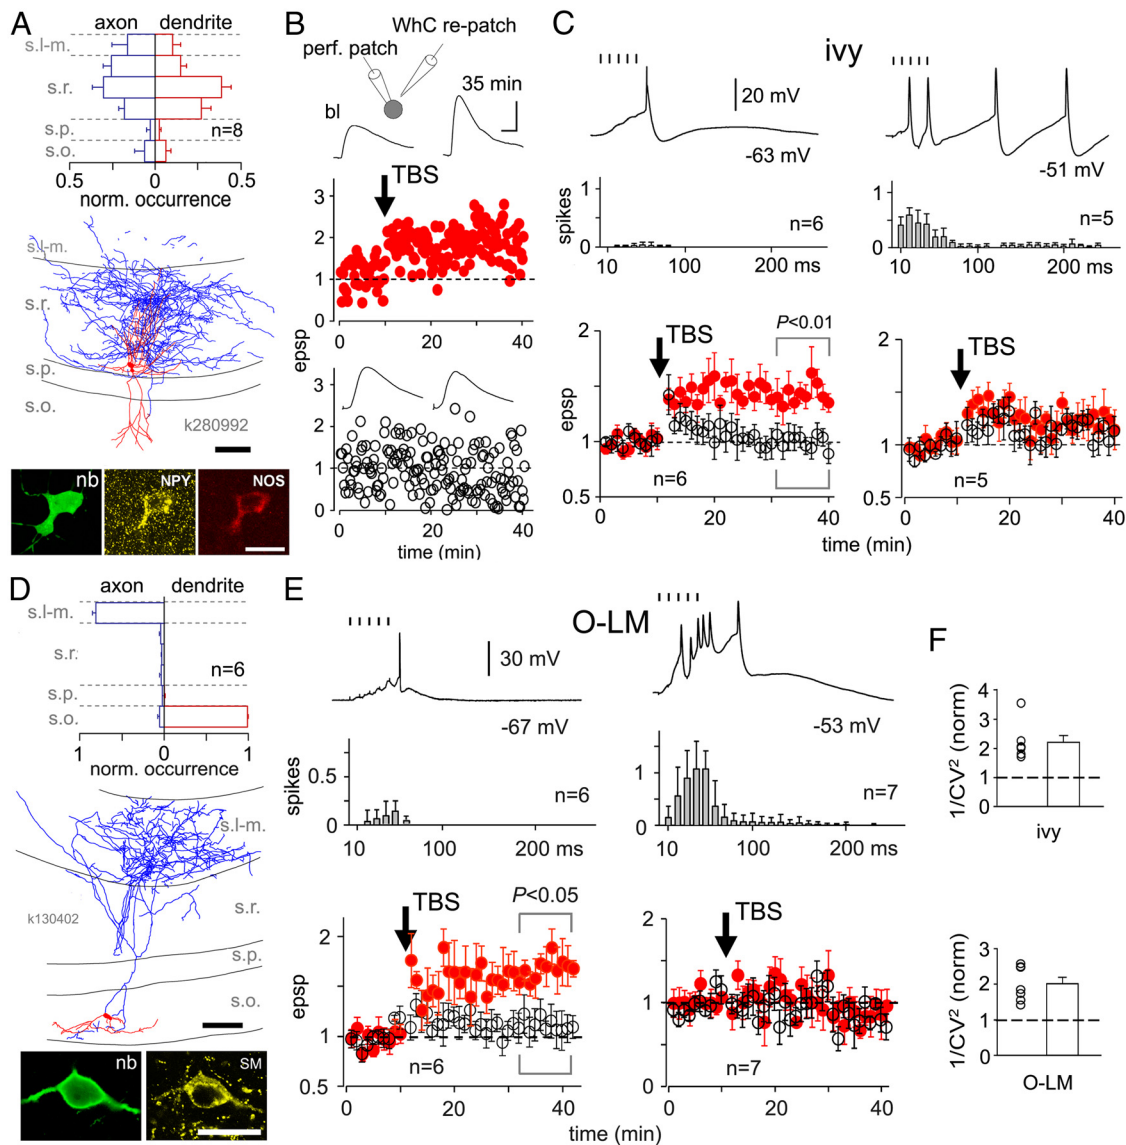 A
axon dendrite
s.l-m.
s.r.
s.p.
s.o.
n=8
0.5 0 0.5
norm. occurrence
s.l-m.
s.r.
s.p.
s.o.
k280992
nb
NPY
NOS
B
WhC re-patch
perf. patch
35 min
bl
TBS
3
2
1
0
0 20 40
epsp
3
2
1
0
0 20 40
time (min)
C
ivy
20 mV
-63 mV
-51 mV
spikes
1
0
n=6
10 100 200 ms
1
0
n=5
10 100 200 ms
epsp
2
1
0.5
TBS
P<0.01
n=6
0 20 40
2
1
0.5
TBS
n=5
0 20 40
time (min)
D
axon dendrite
s.l-m.
s.r.
s.p.
s.o.
n=6
1 0 1
norm. occurrence
s.l-m.
s.r.
s.p.
s.o.
k130402
nb
SM
E
O-LM
30 mV
-67 mV
-53 mV
spikes
0.5
0
n=6
10 100 200 ms
1
0
n=7
10 100 200 ms
epsp
2
1
0.5
TBS
P<0.05
n=6
0 20 40
2
1
0
TBS
n=7
0 20 40
time (min)
F
1/CV² (norm)
4
3
2
1
0
ivy
1/CV² (norm)
3
2
1
0
O-LM